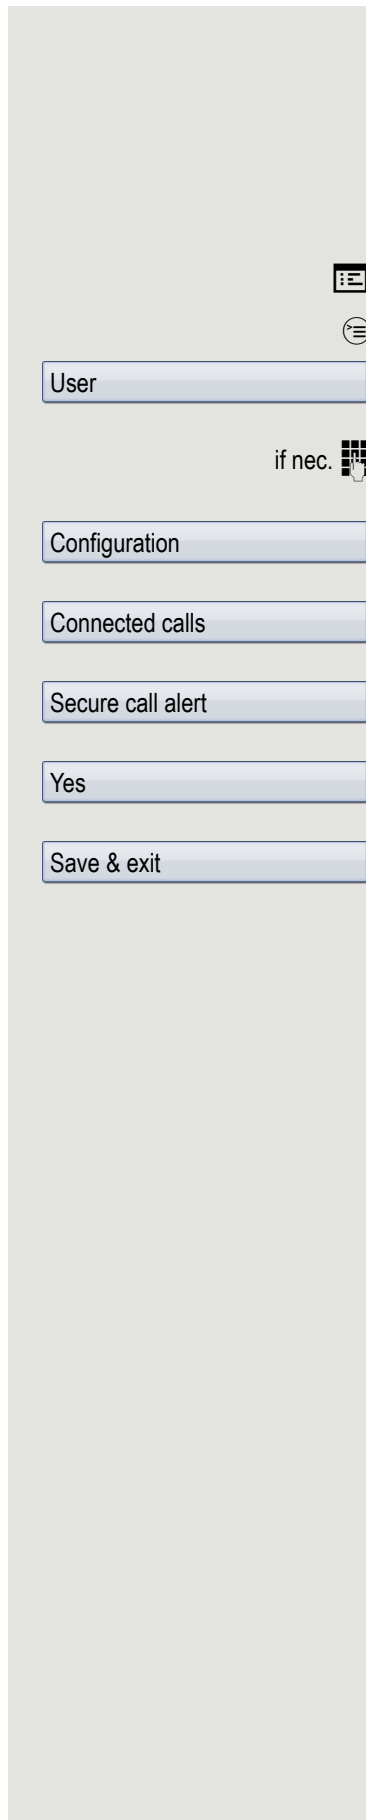 User
if nec.
Configuration
Connected calls
Secure call alert
Yes
Save & exit